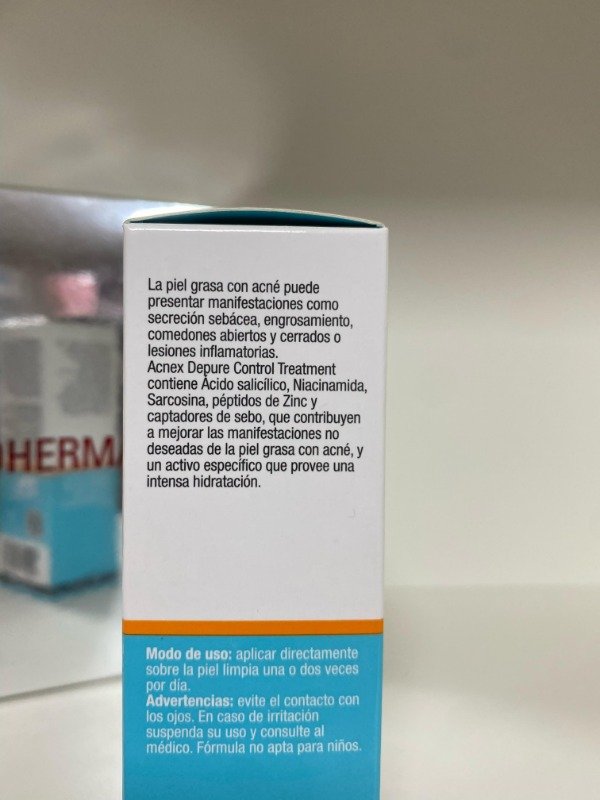 La piel grasa con acné puede
presentar manifestaciones como
secreción sebácea, engrosamiento,
comedones abiertos y cerrados o
lesiones inflamatorias.
Acnex Depure Control Treatment
contiene Ácido salicílico, Niacinamida,
Sarcosina, péptidos de Zinc y
captadores de sebo, que contribuyen
a mejorar las manifestaciones no
deseadas de la piel grasa con acné, y
un activo específico que provee una
intensa hidratación.
Modo de uso: aplicar directamente
sobre la piel limpia una o dos veces
por día.
Advertencias: evite el contacto con
los ojos. En caso de irritación
suspenda su uso y consulte al
médico. Fórmula no apta para niños.